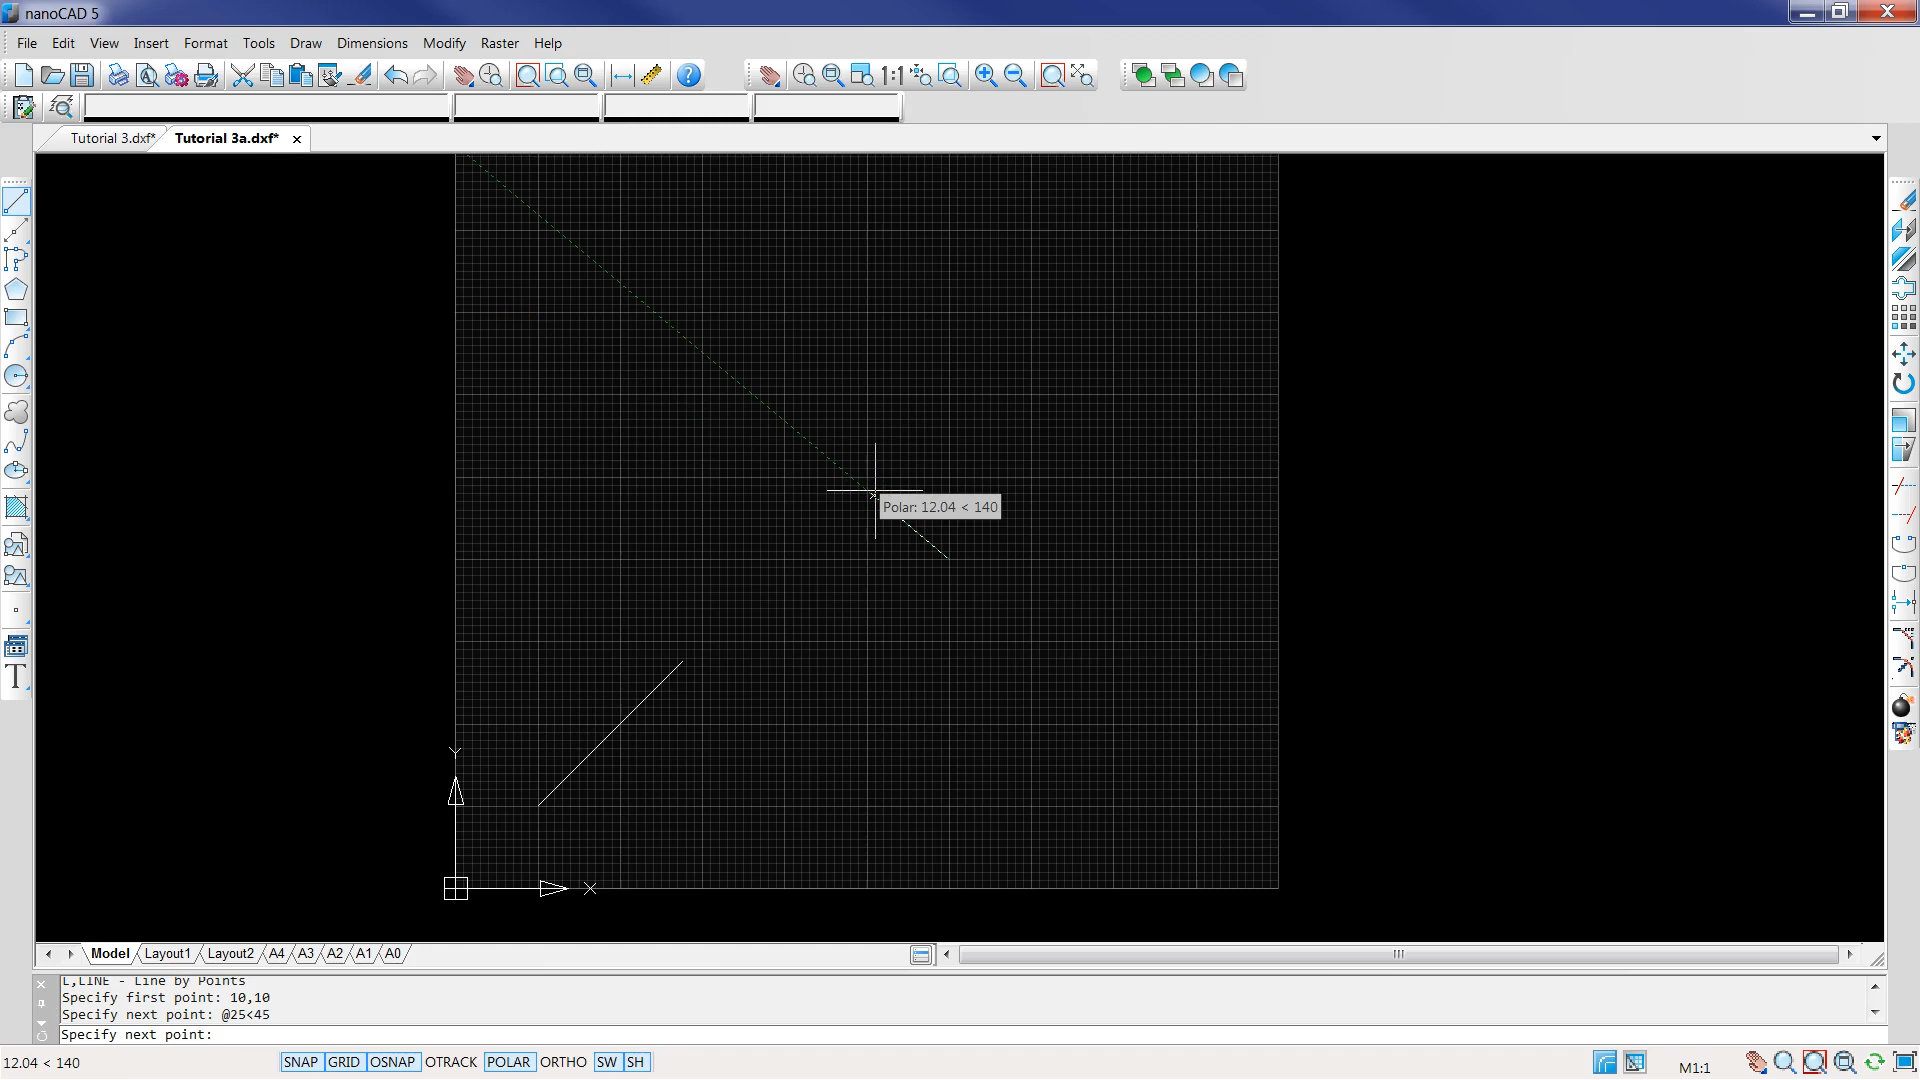 nanoCAD 5
File Edit View Insert Format Tools Draw Dimensions Modify Raster Help
1:1
Tutorial 3.dxf* Tutorial 3a.dxf*
Polar: 12.04 < 140
Y
X
Model Layout1 Layout2 A4 A3 A2 A1 A0
L,LINE - Line by Points
Specify first point: 10,10
Specify next point: @25<45
Specify next point:
12.04 < 140 SNAP GRID OSNAP OTRACK POLAR ORTHO SW SH M1:1